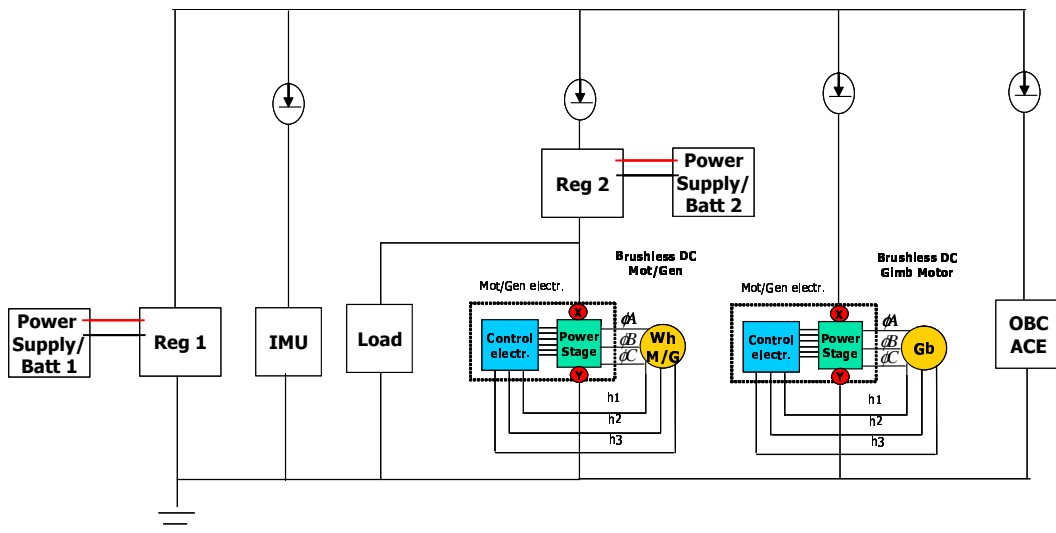 Reg 2
Power
Supply/
Batt 2
Brushless DC
Mot/Gen
Brushless DC
Gimb Motor
Mot/Gen electr.
Mot/Gen electr.
Power
Supply/
Batt 1
Reg 1
IMU
Load
X
Control
electr.
Power
Stage
Y
ϕA
ϕB
ϕC
Wh
M/G
h1
h2
h3
X
Control
electr.
Power
Stage
Y
ϕA
ϕB
ϕC
Gb
h1
h2
h3
OBC
ACE